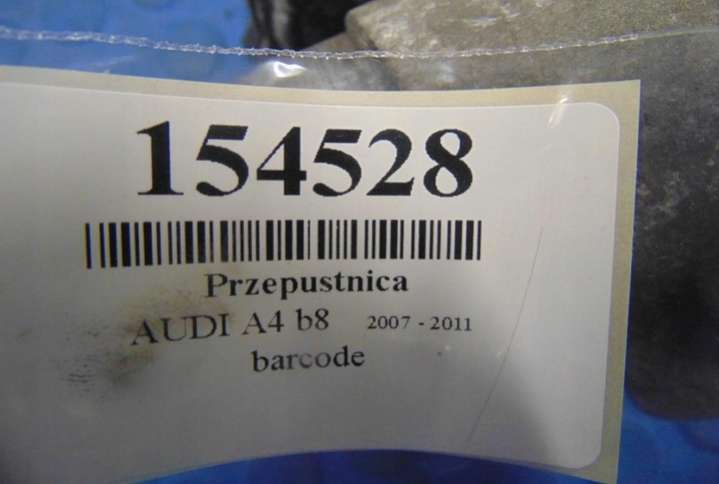 154528
Przepustnica
AUDI A4 b8 2007 - 2011
barcode